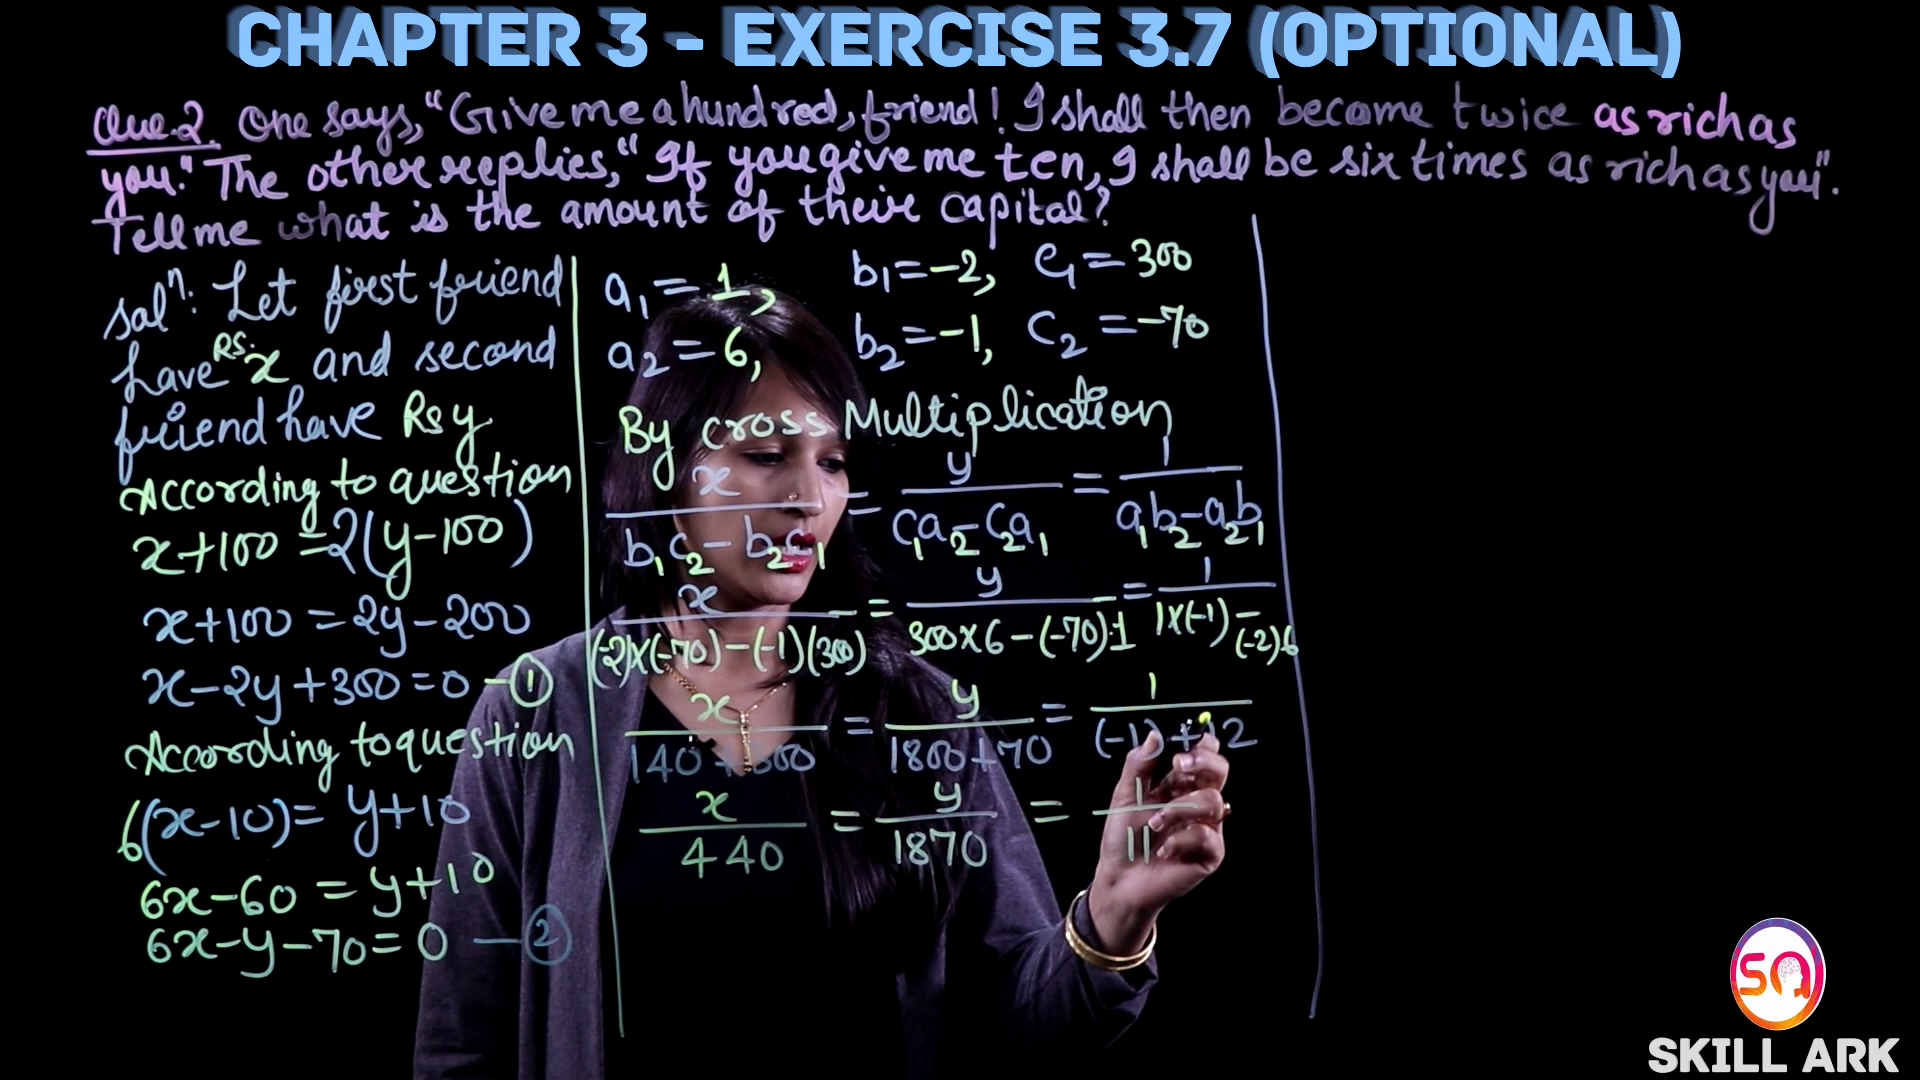 CHAPTER 3 - EXERCISE 3.7 (OPTIONAL)
Que.2. One says, "Give me a hundred, friend! I shall then become twice as rich as
you." The other replies, "If you give me ten, I shall be six times as rich as you".
Tell me what is the amount of their capital?
solⁿ: Let first friend
have RS. x and second
friend have Rs y
According to question
x+100 = 2(y-100)
x+100 = 2y-200
x-2y+300=0 -①
According to question
6(x-10) = y+10
6x-60 = y+10
6x-y-70=0 -②
a₁ = 1, b₁=-2, c₁=300
a₂ = 6, b₂=-1, c₂=-70
By cross Multiplication
x/(b₁c₂-b₂c₁) = y/(c₁a₂-c₂a₁) = 1/(a₁b₂-a₂b₁)
x/((-2)×(-70)-(-1)(300)) = y/(300×6-(-70).1) = 1/(1×(-1)-(-2)6)
x/(140+300) = y/(1800+70) = 1/((-1)+12)
x/440 = y/1870 = 1/11
SA
SKILL ARK